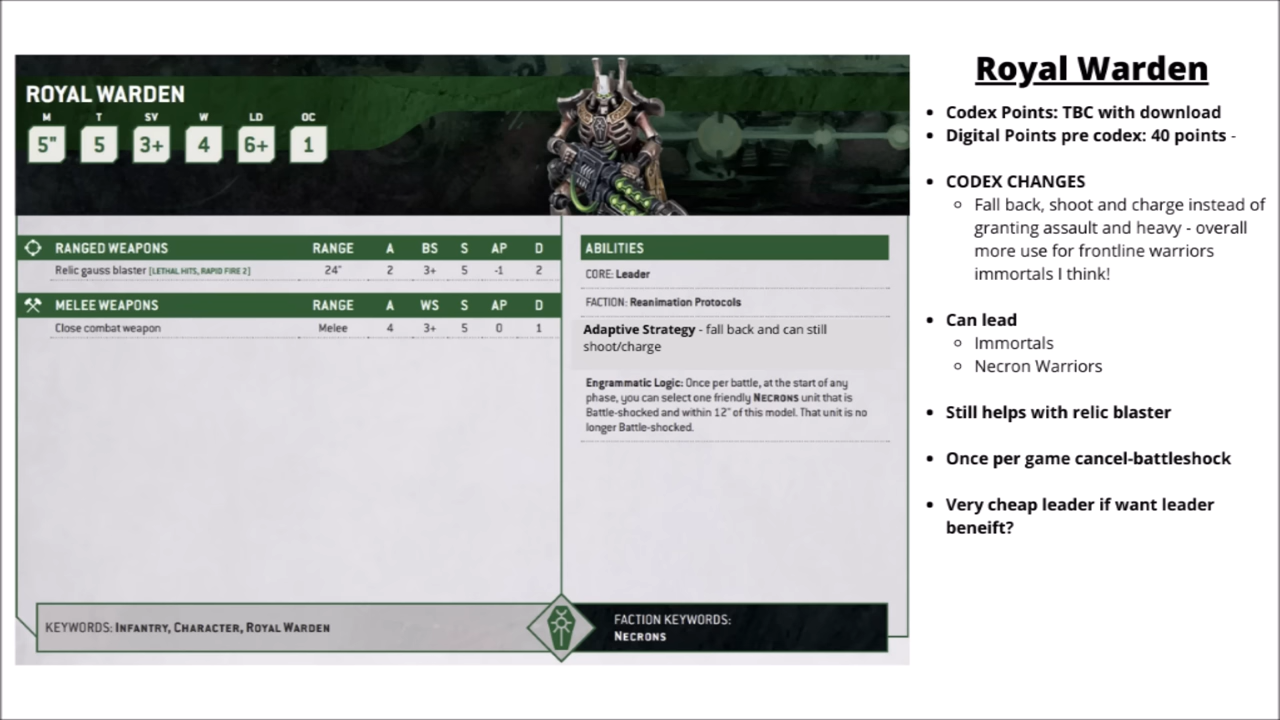 ROYAL WARDEN
M T SV W LD OC
5" 5 3+ 4 6+ 1
RANGED WEAPONS RANGE A BS S AP D
Relic gauss blaster [LETHAL HITS, RAPID FIRE 2] 24" 2 3+ 5 -1 2
MELEE WEAPONS RANGE A WS S AP D
Close combat weapon Melee 4 3+ 5 0 1
ABILITIES
CORE: Leader
FACTION: Reanimation Protocols
Adaptive Strategy - fall back and can still
shoot/charge
Engrammatic Logic: Once per battle, at the start of any
phase, you can select one friendly NECRONS unit that is
Battle-shocked and within 12" of this model. That unit is no
longer Battle-shocked.
KEYWORDS: INFANTRY, CHARACTER, ROYAL WARDEN
FACTION KEYWORDS:
NECRONS
Royal Warden
• Codex Points: TBC with download
• Digital Points pre codex: 40 points -
• CODEX CHANGES
○ Fall back, shoot and charge instead of
granting assault and heavy - overall
more use for frontline warriors
immortals I think!
• Can lead
○ Immortals
○ Necron Warriors
• Still helps with relic blaster
• Once per game cancel-battleshock
• Very cheap leader if want leader
beneift?